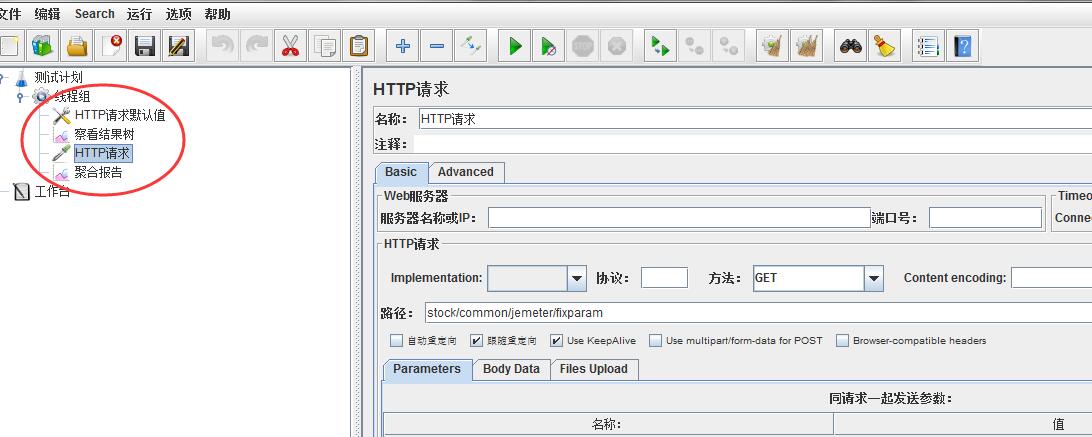 文件 编辑 Search 运行 选项 帮助
测试计划
线程组
HTTP请求默认值
察看结果树
HTTP请求
聚合报告
工作台
HTTP请求
名称: HTTP请求
注释:
Basic Advanced
Web服务器 Timeo
服务器名称或IP: 端口号: Connec
HTTP请求
Implementation: 协议: 方法: GET Content encoding:
路径: stock/common/jemeter/fixparam
自动重定向 跟随重定向 Use KeepAlive Use multipart/form-data for POST Browser-compatible headers
Parameters Body Data Files Upload
同请求一起发送参数:
名称: 值